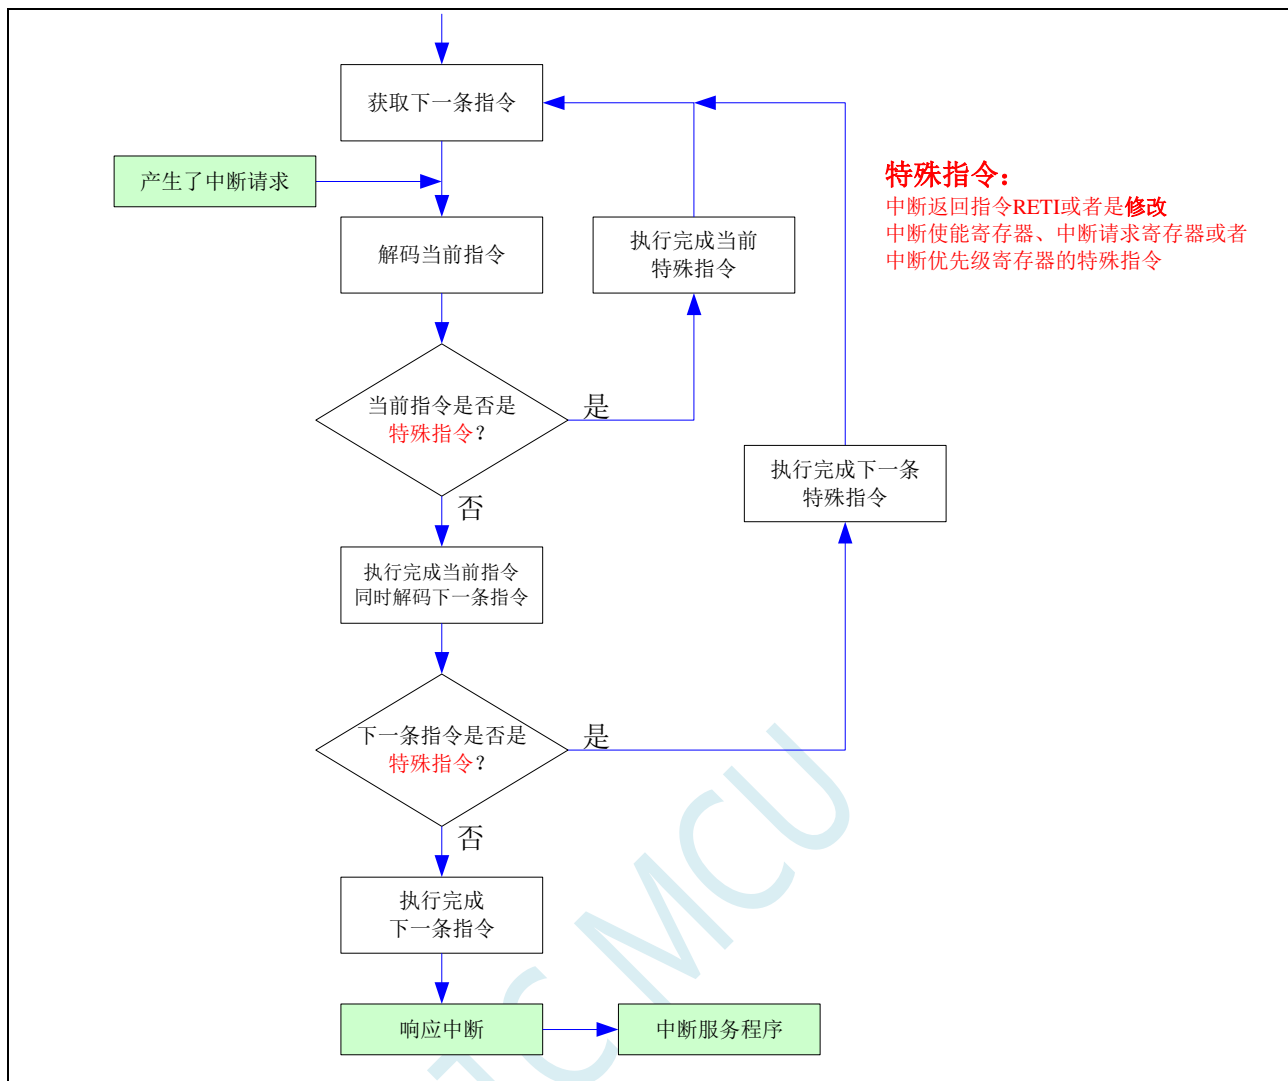 获取下一条指令
产生了中断请求
特殊指令：
中断返回指令RETI或者是修改
中断使能寄存器、中断请求寄存器或者
中断优先级寄存器的特殊指令
解码当前指令
执行完成当前
特殊指令
当前指令是否是
特殊指令？
是
否
执行完成下一条
特殊指令
执行完成当前指令
同时解码下一条指令
下一条指令是否是
特殊指令？
是
否
执行完成
下一条指令
响应中断
中断服务程序
MCU